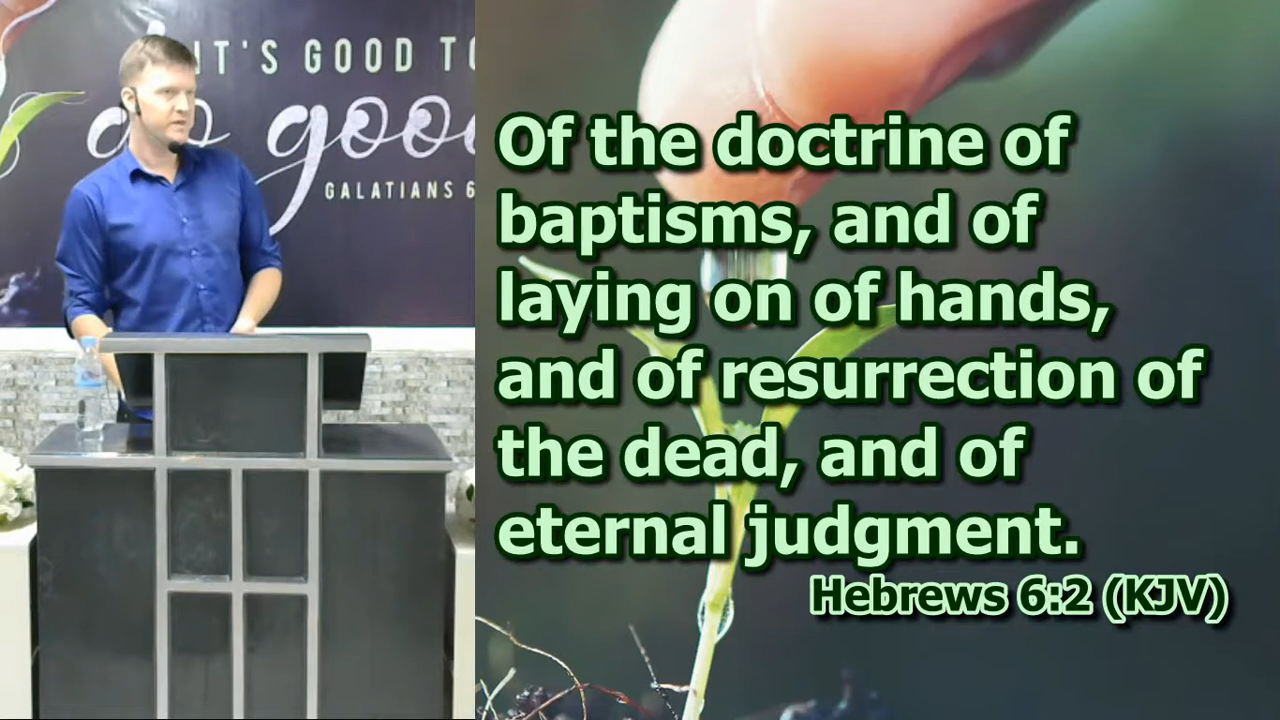 IT'S GOOD TO
do good
GALATIANS 6
Of the doctrine of
baptisms, and of
laying on of hands,
and of resurrection of
the dead, and of
eternal judgment.
Hebrews 6:2 (KJV)